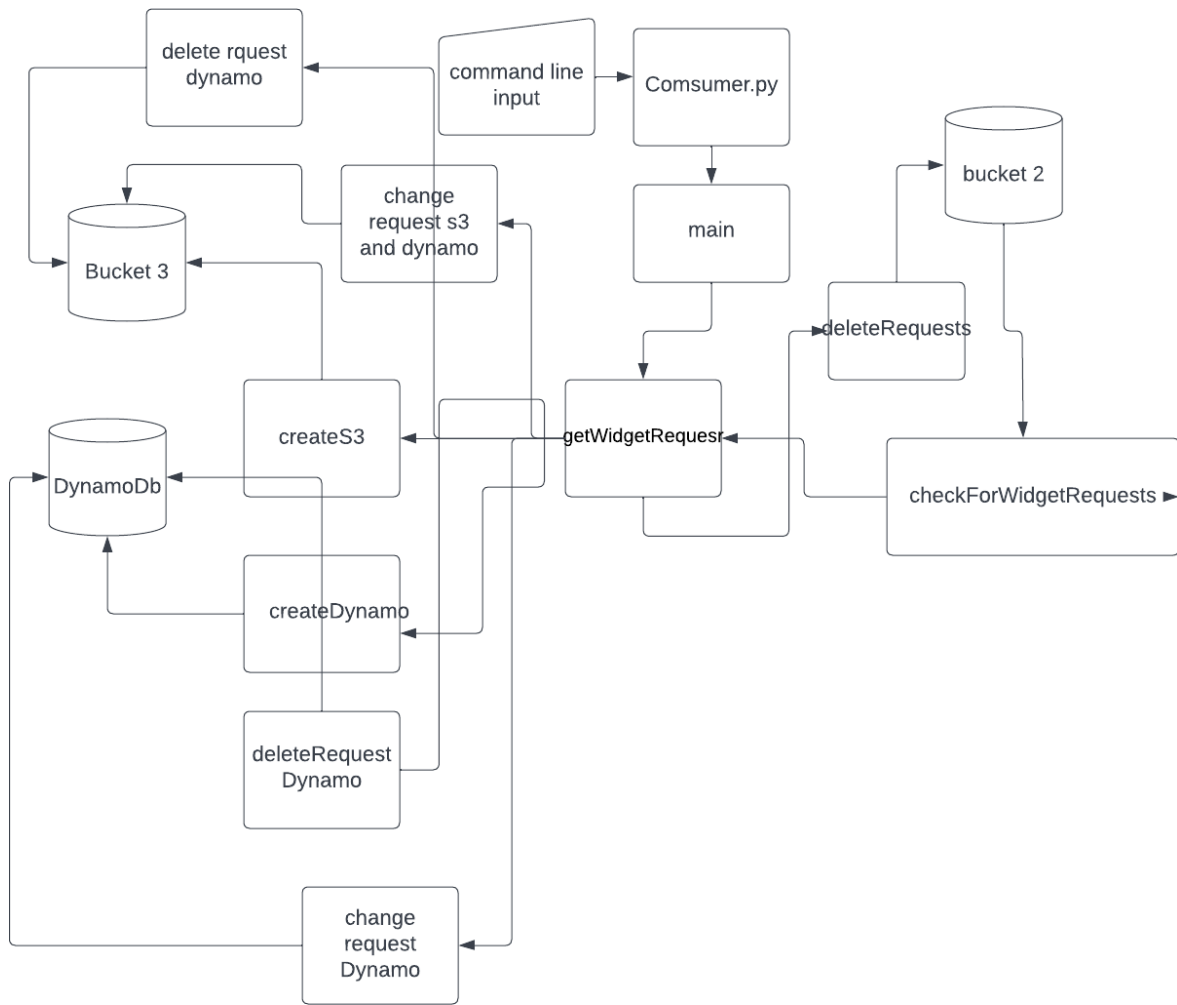 delete rquest
dynamo
command line
input
Comsumer.py
bucket 2
change
request s3
and dynamo
main
Bucket 3
deleteRequests
createS3
getWidgetRequesr
DynamoDb
checkForWidgetRequests
createDynamo
deleteRequest
Dynamo
change
request
Dynamo